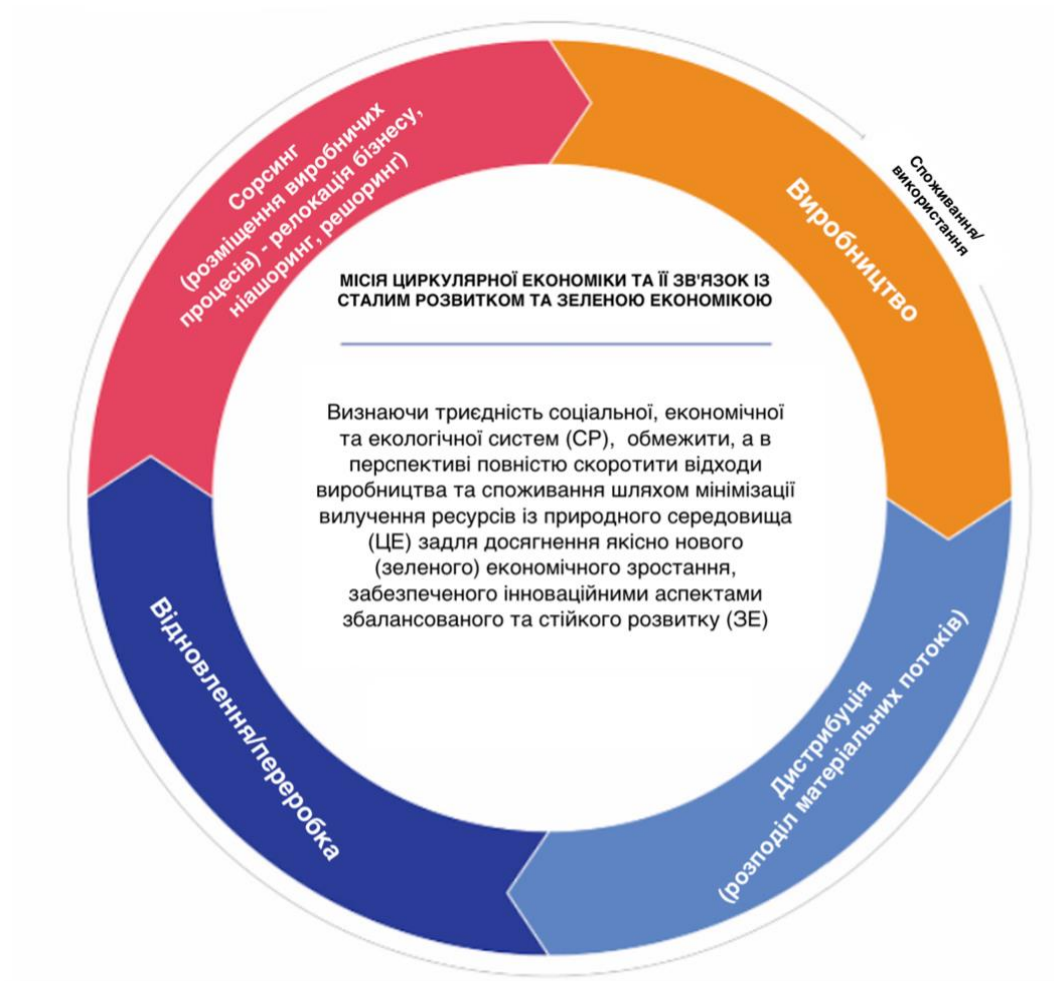 Сорсинг
(розміщення виробничих
процесів) - релокація бізнесу,
ніашоринг, решоринг)
Виробництво
Споживання/
використання
МІСІЯ ЦИРКУЛЯРНОЇ ЕКОНОМІКИ ТА ЇЇ ЗВ'ЯЗОК ІЗ
СТАЛИМ РОЗВИТКОМ ТА ЗЕЛЕНОЮ ЕКОНОМІКОЮ
Визнаючи триєдність соціальної, економічної
та екологічної систем (СР), обмежити, а в
перспективі повністю скоротити відходи
виробництва та споживання шляхом мінімізації
вилучення ресурсів із природного середовища
(ЦЕ) задля досягнення якісно нового
(зеленого) економічного зростання,
забезпеченого інноваційними аспектами
збалансованого та стійкого розвитку (ЗЕ)
Відновлення/переробка
Дистрибуція
(розподіл матеріальних потоків)